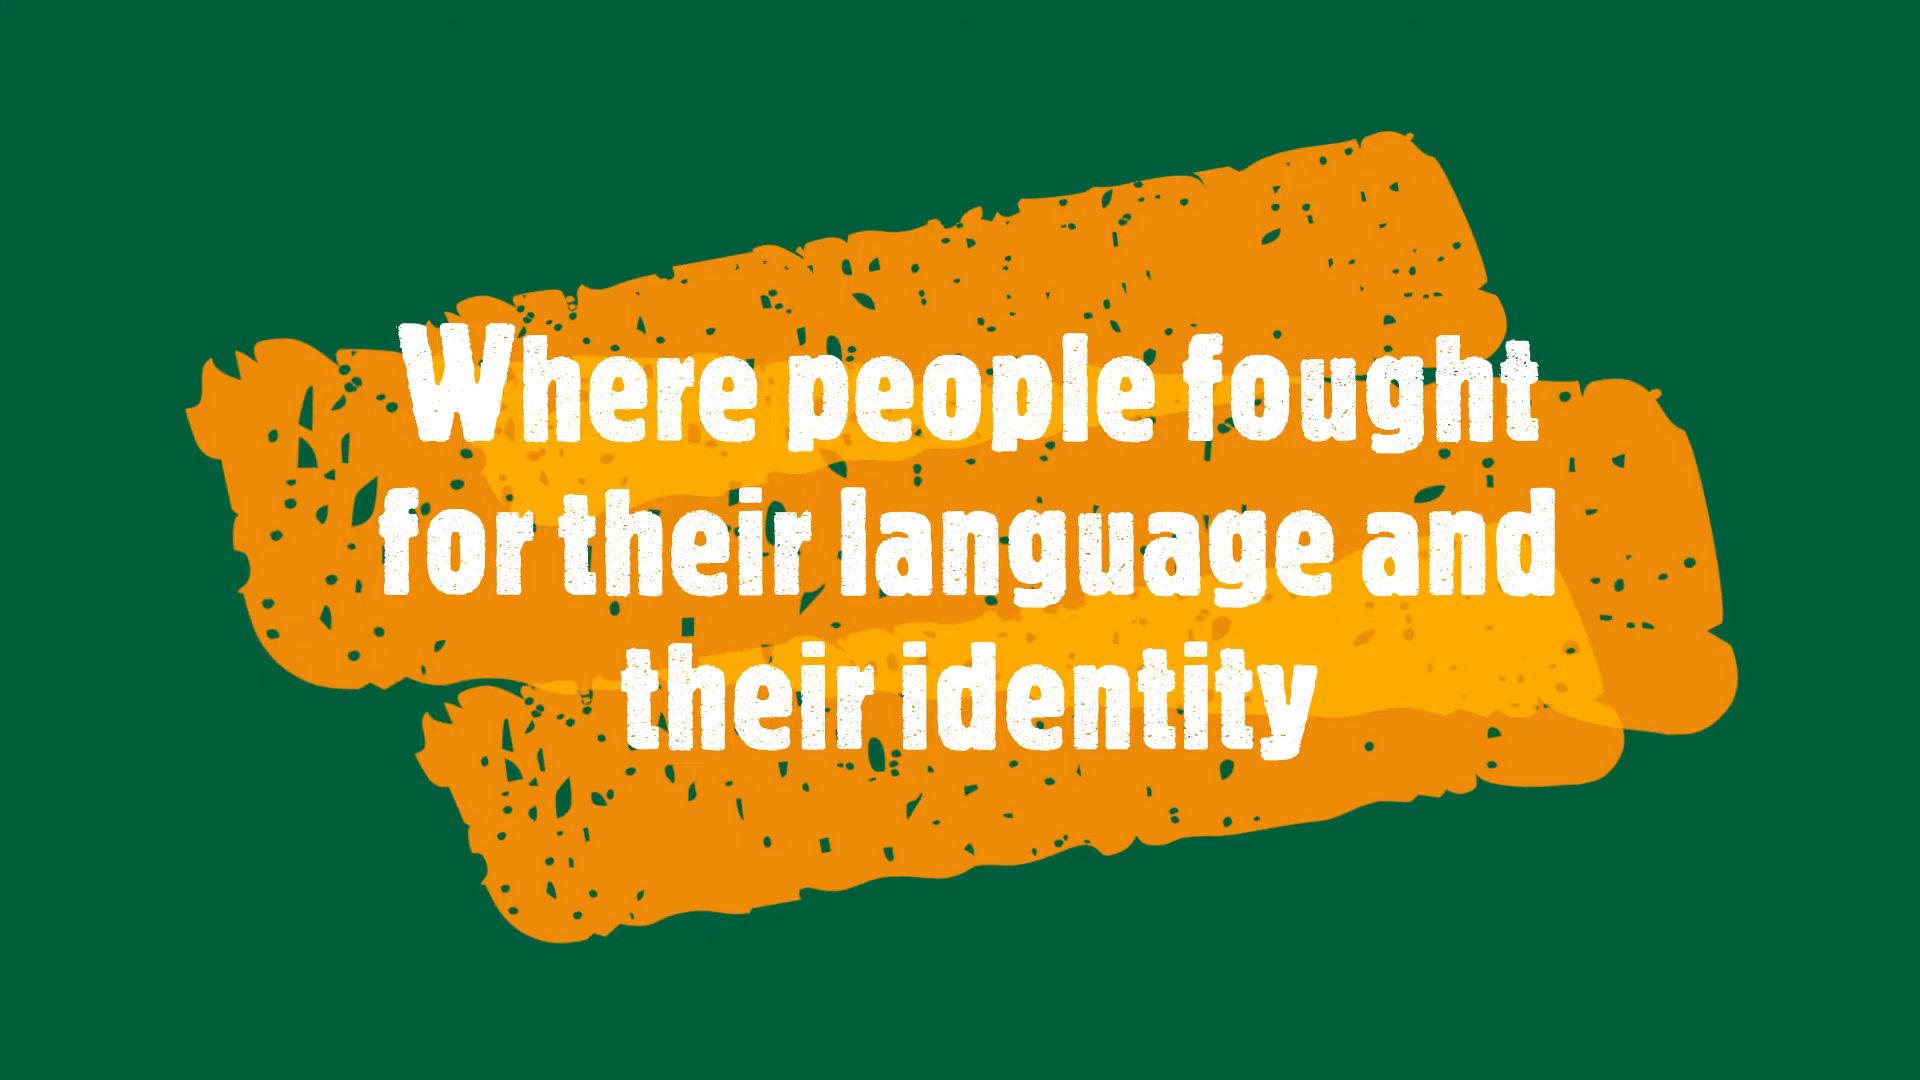 Where people fought
for their language and
their identity